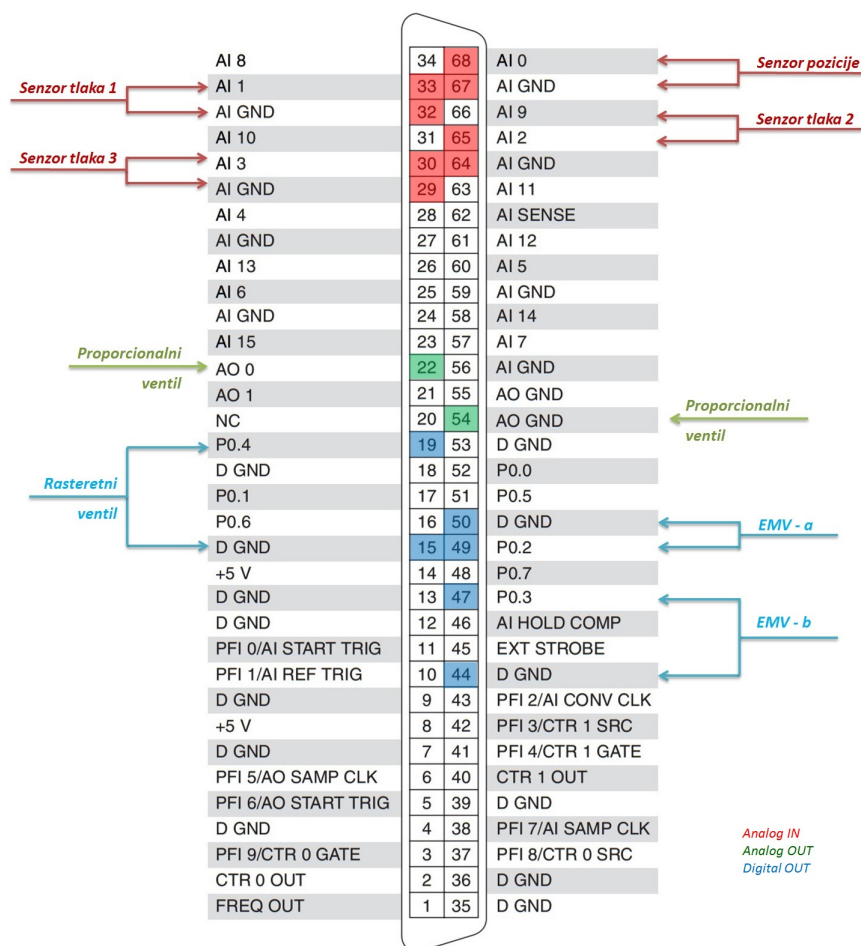 AI 8 34 68 AI 0
Senzor pozicije
Senzor tlaka 1
AI 1 33 67 AI GND
AI GND 32 66 AI 9
Senzor tlaka 2
AI 10 31 65 AI 2
Senzor tlaka 3
AI 3 30 64 AI GND
AI GND 29 63 AI 11
AI 4 28 62 AI SENSE
AI GND 27 61 AI 12
AI 13 26 60 AI 5
AI 6 25 59 AI GND
AI GND 24 58 AI 14
AI 15 23 57 AI 7
Proporcionalni
ventil
AO 0 22 56 AI GND
AO 1 21 55 AO GND
NC 20 54 AO GND
Proporcionalni
ventil
P0.4 19 53 D GND
D GND 18 52 P0.0
Rasteretni
ventil
P0.1 17 51 P0.5
P0.6 16 50 D GND
EMV - a
D GND 15 49 P0.2
+5 V 14 48 P0.7
D GND 13 47 P0.3
D GND 12 46 AI HOLD COMP
EMV - b
PFI 0/AI START TRIG 11 45 EXT STROBE
PFI 1/AI REF TRIG 10 44 D GND
D GND 9 43 PFI 2/AI CONV CLK
+5 V 8 42 PFI 3/CTR 1 SRC
D GND 7 41 PFI 4/CTR 1 GATE
PFI 5/AO SAMP CLK 6 40 CTR 1 OUT
PFI 6/AO START TRIG 5 39 D GND
D GND 4 38 PFI 7/AI SAMP CLK
PFI 9/CTR 0 GATE 3 37 PFI 8/CTR 0 SRC
CTR 0 OUT 2 36 D GND
FREQ OUT 1 35 D GND
Analog IN
Analog OUT
Digital OUT